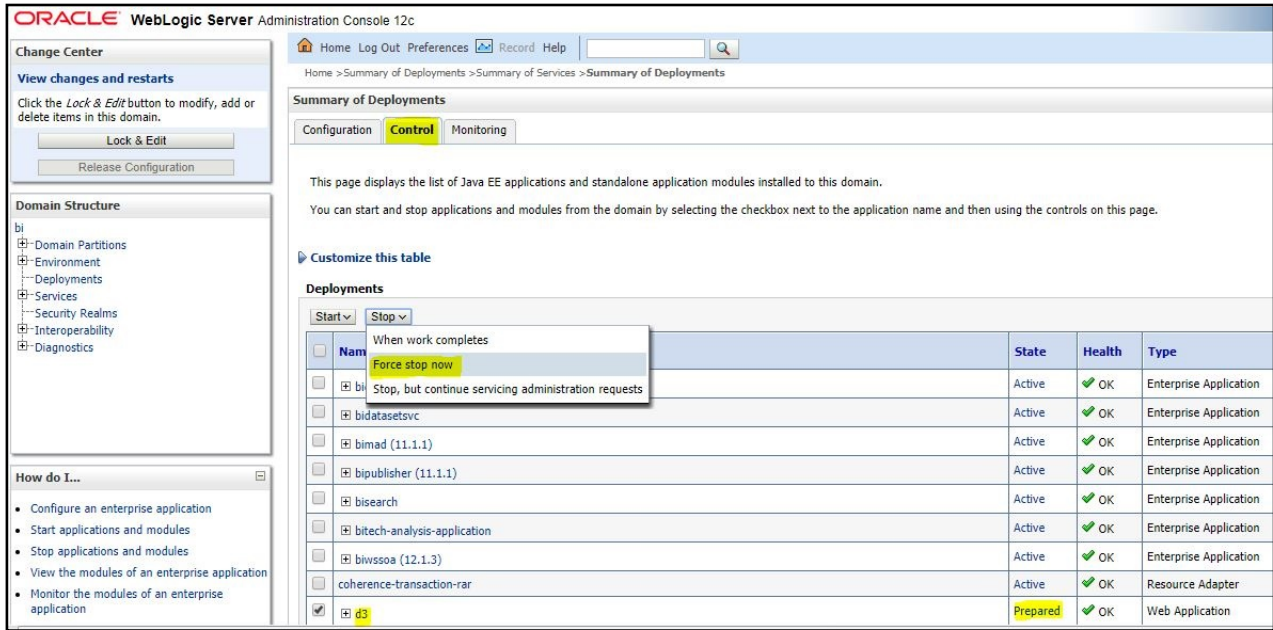 ORACLE WebLogic Server Administration Console 12c
Change Center
View changes and restarts
Click the Lock & Edit button to modify, add or
delete items in this domain.
Lock & Edit
Release Configuration
Domain Structure
bi
Domain Partitions
Environment
Deployments
Services
Security Realms
Interoperability
Diagnostics
How do I...
Configure an enterprise application
Start applications and modules
Stop applications and modules
View the modules of an enterprise application
Monitor the modules of an enterprise
application
Home Log Out Preferences Record Help
Home >Summary of Deployments >Summary of Services >Summary of Deployments
Summary of Deployments
Configuration Control Monitoring
This page displays the list of Java EE applications and standalone application modules installed to this domain.
You can start and stop applications and modules from the domain by selecting the checkbox next to the application name and then using the controls on this page.
Customize this table
Deployments
Start Stop
When work completes
Force stop now
Stop, but continue servicing administration requests
State Health Type
Active OK Enterprise Application
bidatasetsvc Active OK Enterprise Application
bimad (11.1.1) Active OK Enterprise Application
bipublisher (11.1.1) Active OK Enterprise Application
bisearch Active OK Enterprise Application
bitech-analysis-application Active OK Enterprise Application
biwssoa (12.1.3) Active OK Enterprise Application
coherence-transaction-rar Active OK Resource Adapter
d3 Prepared OK Web Application